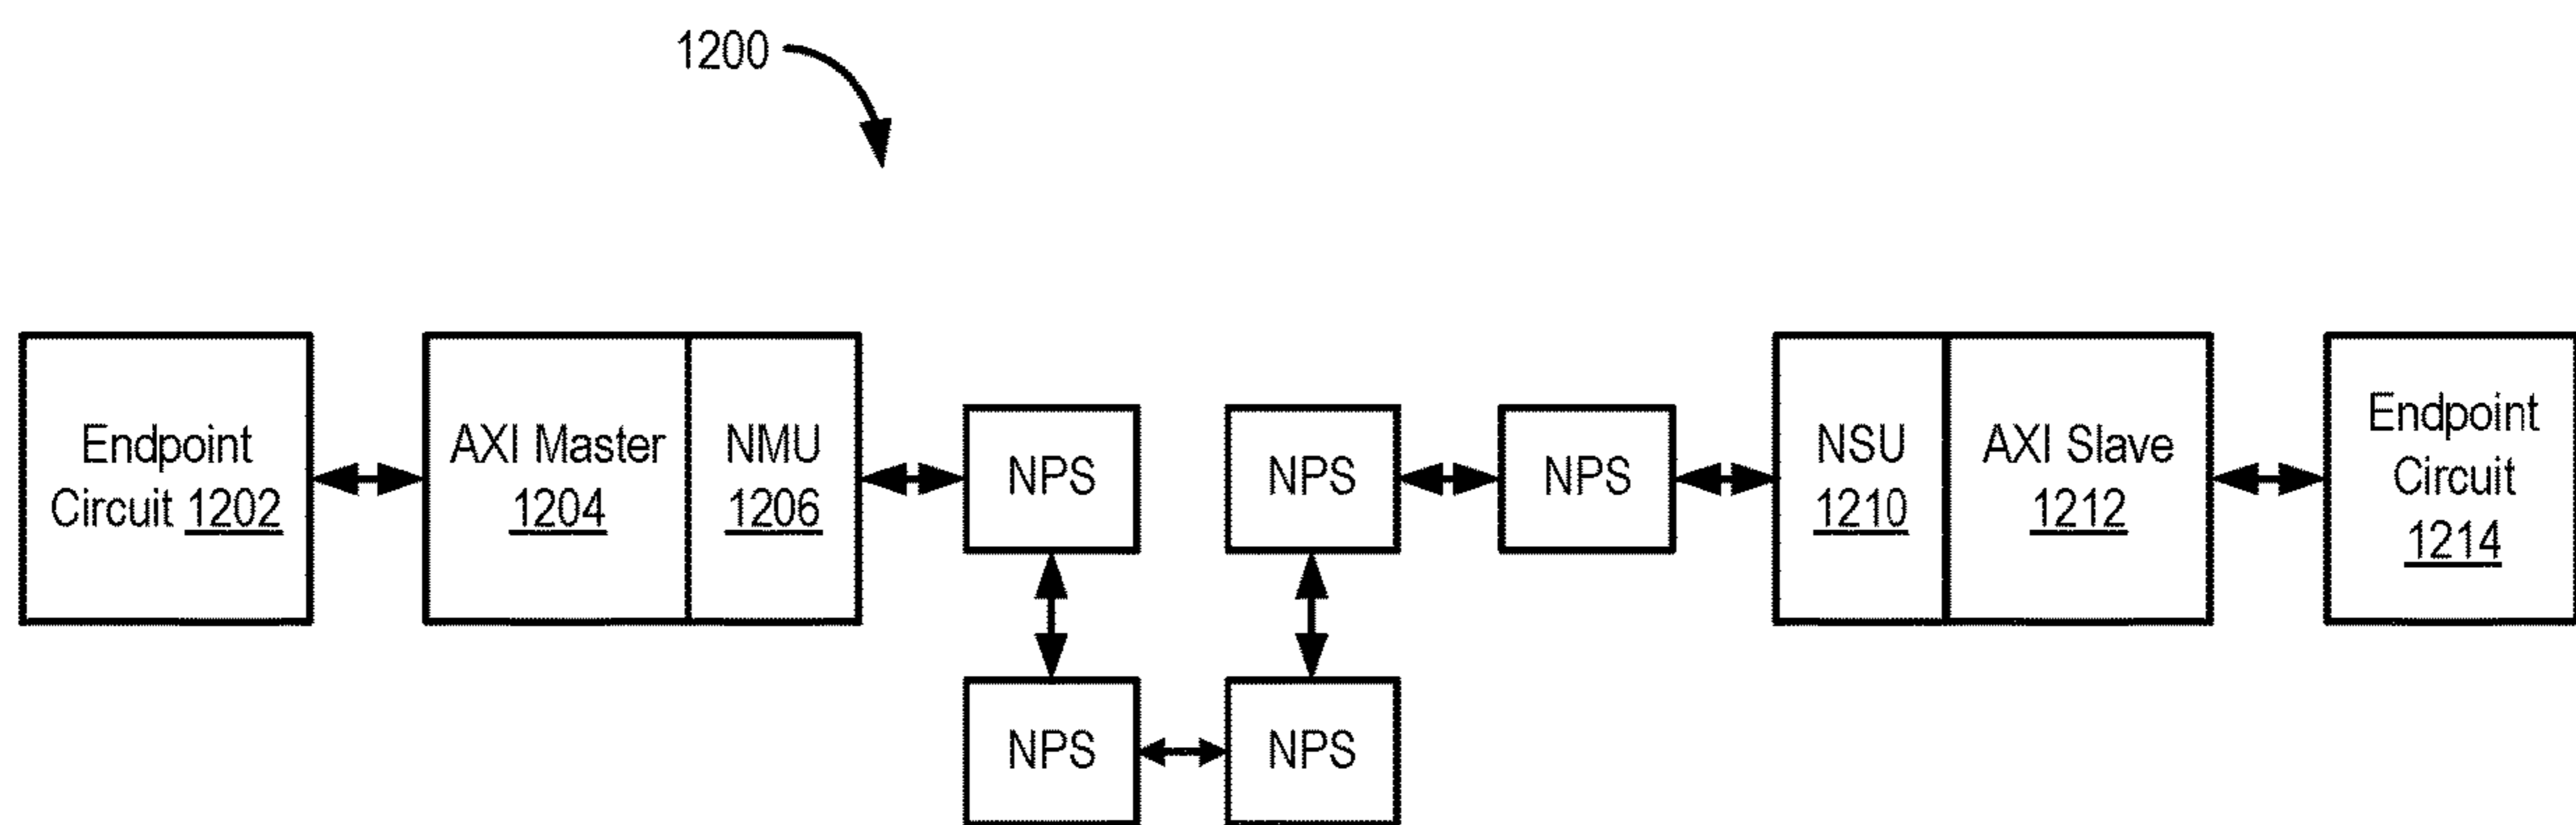 1200
Endpoint
Circuit 1202
AXI Master
1204
NMU
1206
NPS
NPS
NPS
NSU
1210
AXI Slave
1212
Endpoint
Circuit
1214
NPS
NPS